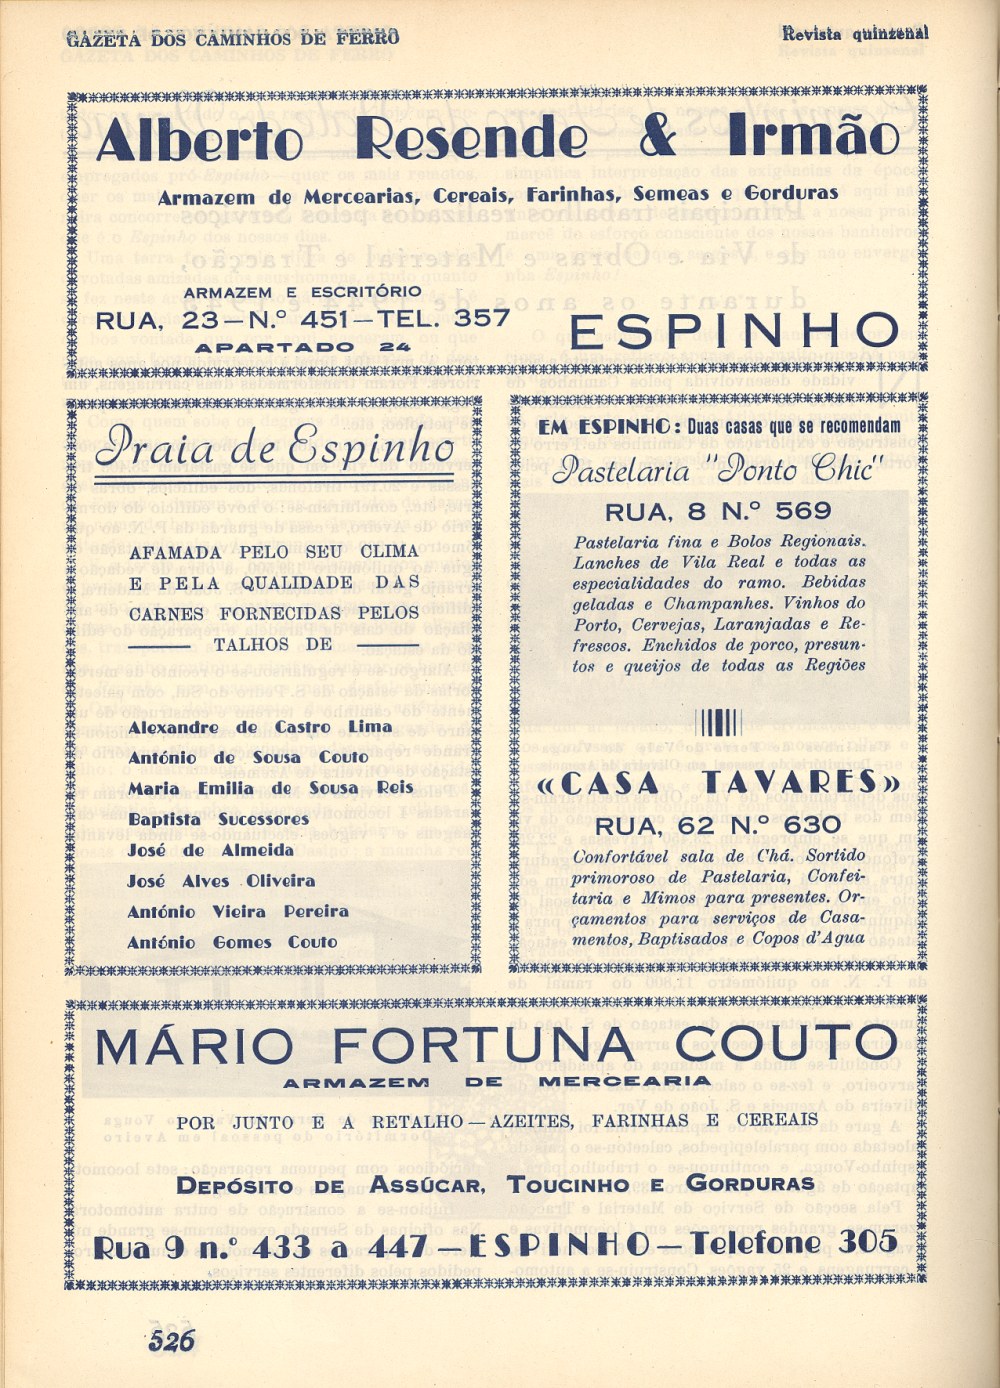 GAZETA DOS CAMINHOS DE FERRO
Revista quinzenal
Alberto Resende & Irmão
Armazem de Mercearias, Cereais, Farinhas, Semeas e Gorduras
ARMAZEM E ESCRITÓRIO
RUA, 23—N.º 451—TEL. 357
APARTADO 24
ESPINHO
Praia de Espinho
AFAMADA PELO SEU CLIMA
E PELA QUALIDADE DAS
CARNES FORNECIDAS PELOS
TALHOS DE
Alexandre de Castro Lima
António de Sousa Couto
Maria Emilia de Sousa Reis
Baptista Sucessores
José de Almeida
José Alves Oliveira
António Vieira Pereira
António Gomes Couto
EM ESPINHO: Duas casas que se recomendam
Pastelaria "Ponto Chic"
RUA, 8 N.º 569
Pastelaria fina e Bolos Regionais.
Lanches de Vila Real e todas as
especialidades do ramo. Bebidas
geladas e Champanhes. Vinhos do
Porto, Cervejas, Laranjadas e Re-
frescos. Enchidos de porco, presun-
tos e queijos de todas as Regiões
«CASA TAVARES»
RUA, 62 N.º 630
Confortável sala de Chá. Sortido
primoroso de Pastelaria, Confei-
taria e Mimos para presentes. Or-
çamentos para serviços de Casa-
mentos, Baptisados e Copos d'Agua
MÁRIO FORTUNA COUTO
ARMAZEM DE MERCEARIA
POR JUNTO E A RETALHO—AZEITES, FARINHAS E CEREAIS
DEPÓSITO DE ASSÚCAR, TOUCINHO E GORDURAS
Rua 9 n.º 433 a 447—ESPINHO—Telefone 305
526